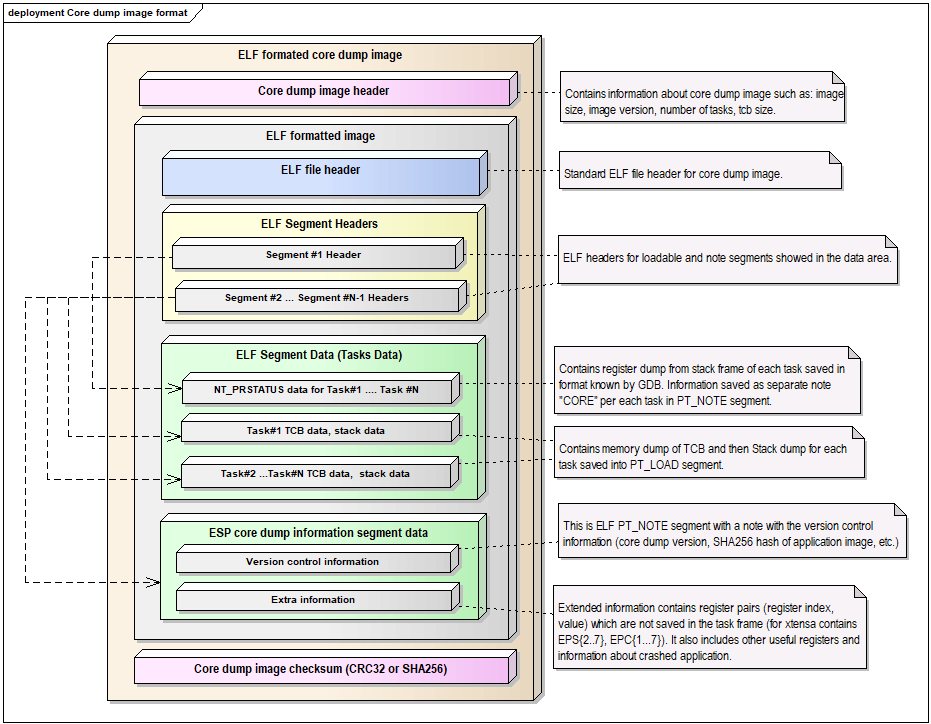 deployment Core dump image format
ELF formated core dump image
Core dump image header
Contains information about core dump image such as: image
size, image version, number of tasks, tcb size.
ELF formatted image
ELF file header
Standard ELF file header for core dump image.
ELF Segment Headers
Segment #1 Header
ELF headers for loadable and note segments showed in the data area.
Segment #2 ... Segment #N-1 Headers
ELF Segment Data (Tasks Data)
NT_PRSTATUS data for Task#1 .... Task #N
Contains register dump from stack frame of each task saved in
format known by GDB. Information saved as separate note
"CORE" per each task in PT_NOTE segment.
Task#1 TCB data, stack data
Task#2 ...Task#N TCB data, stack data
Contains memory dump of TCB and then Stack dump for each
task saved into PT_LOAD segment.
ESP core dump information segment data
Version control information
This is ELF PT_NOTE segment with a note with the version control
information (core dump version, SHA256 hash of application image, etc.)
Extra information
Extended information contains register pairs (register index,
value) which are not saved in the task frame (for xtensa contains
EPS{2..7}, EPC{1...7}). It also includes other useful registers and
information about crashed application.
Core dump image checksum (CRC32 or SHA256)